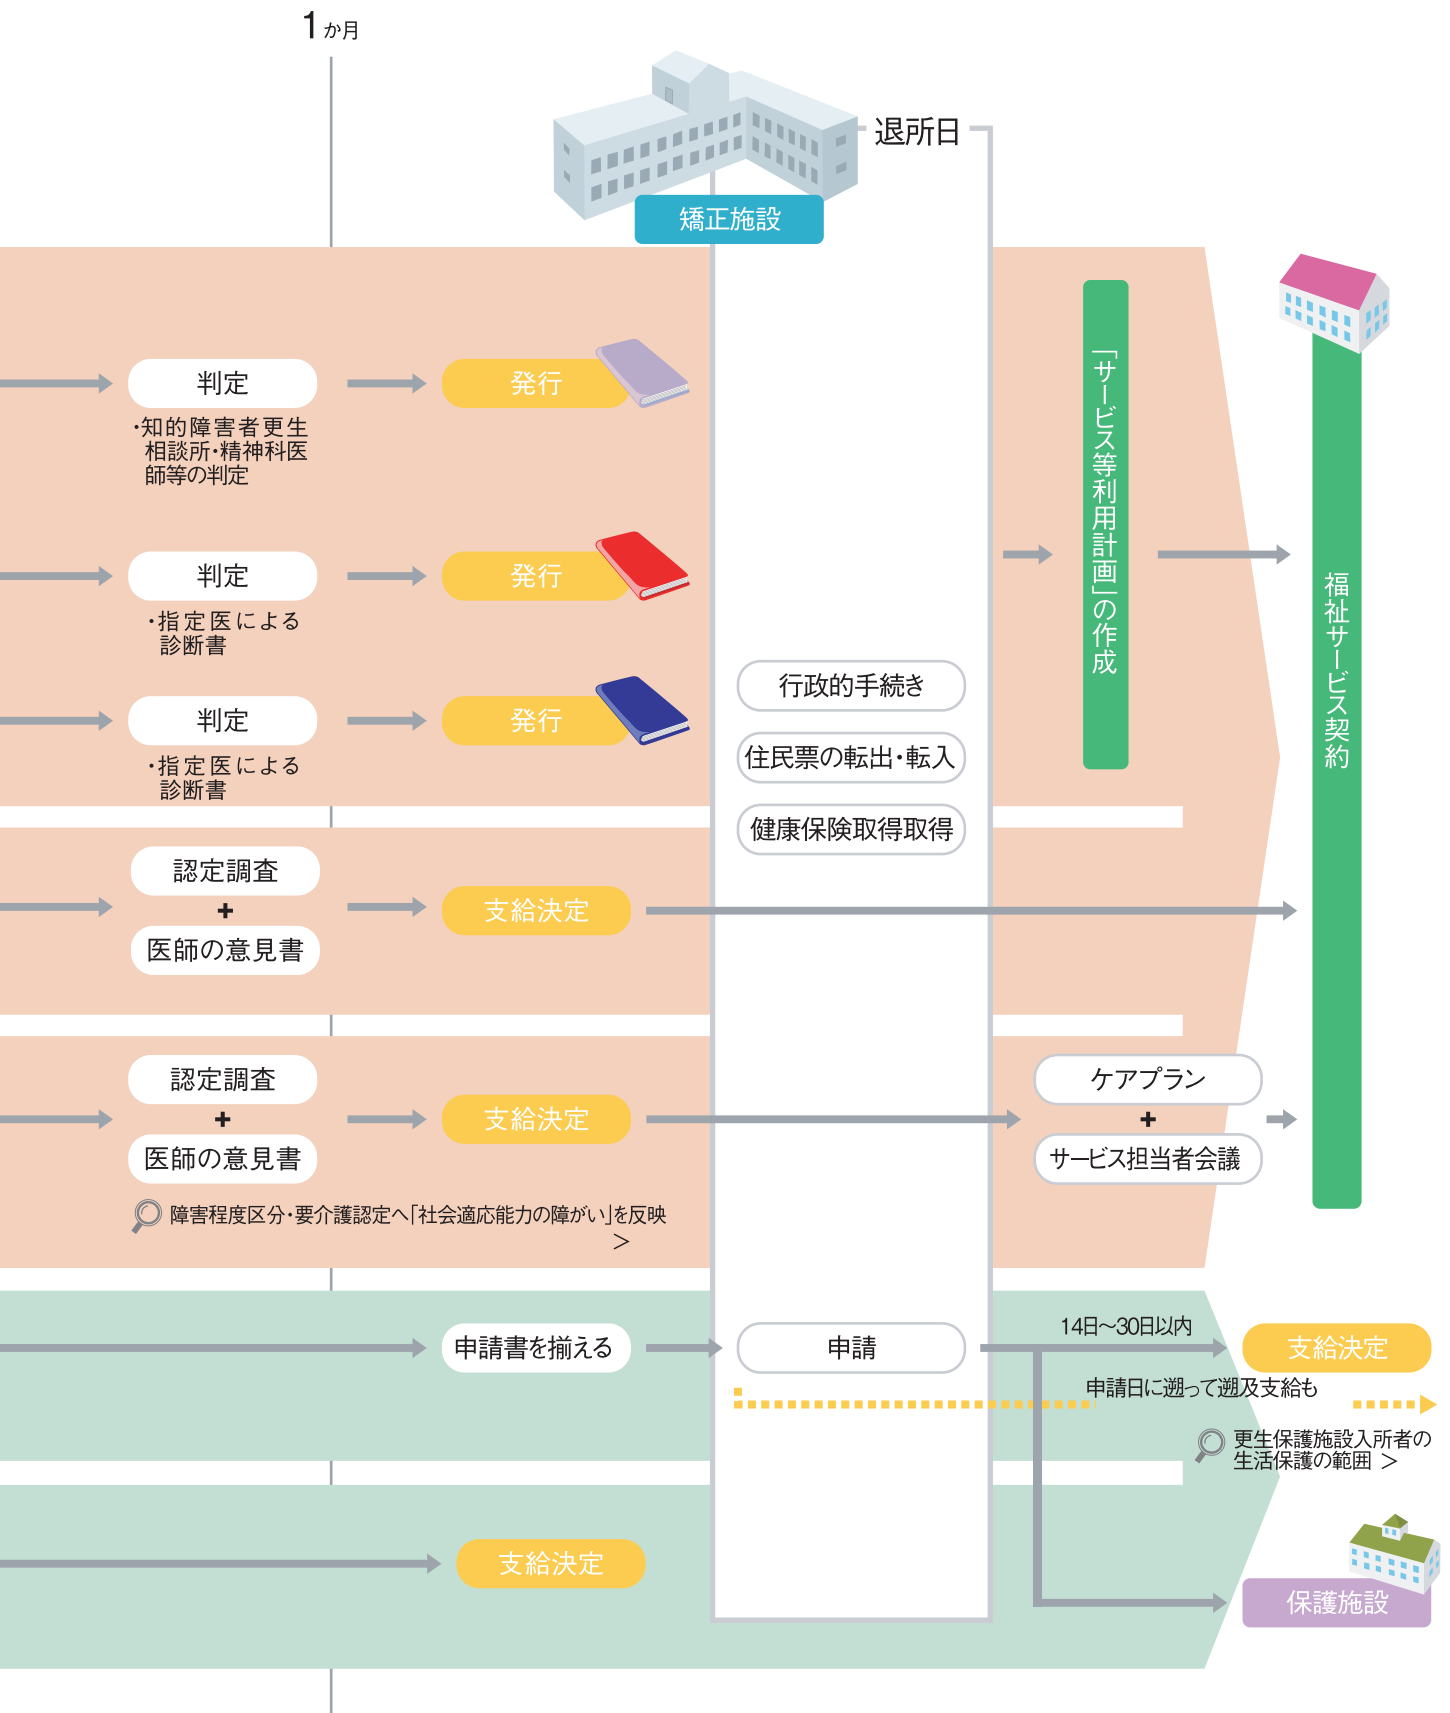 1か月
退所日
矯正施設
判定
・知的障害者更生
相談所・精神科医
師等の判定
発行
判定
・指定医による
診断書
発行
判定
・指定医による
診断書
発行
行政的手続き
住民票の転出・転入
健康保険取得取得
「サービス等利用計画」の作成
福祉サービス契約
認定調査
+
医師の意見書
支給決定
認定調査
+
医師の意見書
支給決定
ケアプラン
+
サービス担当者会議
障害程度区分・要介護認定へ「社会適応能力の障がい」を反映
＞
申請書を揃える
申請
14日〜30日以内
支給決定
申請日に遡って遡及支給も
更生保護施設入所者の
生活保護の範囲 ＞
支給決定
保護施設